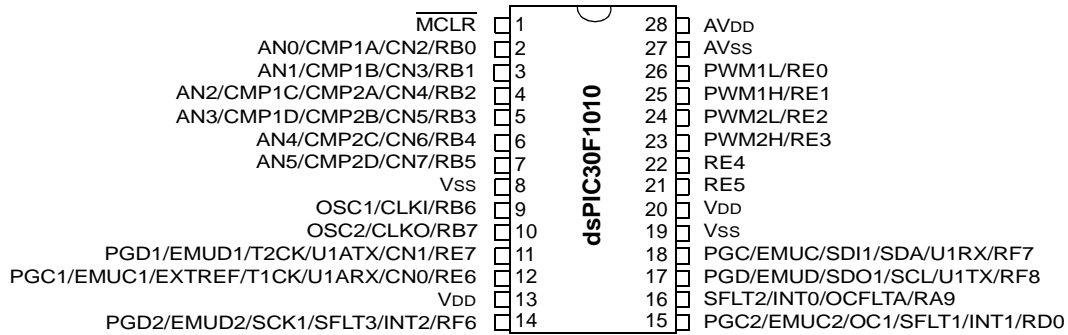 MCLR 1 28 AVDD
AN0/CMP1A/CN2/RB0 2 27 AVSS
AN1/CMP1B/CN3/RB1 3 26 PWM1L/RE0
AN2/CMP1C/CMP2A/CN4/RB2 4 25 PWM1H/RE1
AN3/CMP1D/CMP2B/CN5/RB3 5 24 PWM2L/RE2
AN4/CMP2C/CN6/RB4 6 23 PWM2H/RE3
AN5/CMP2D/CN7/RB5 7 22 RE4
VSS 8 21 RE5
OSC1/CLKI/RB6 9 20 VDD
OSC2/CLKO/RB7 10 19 VSS
PGD1/EMUD1/T2CK/U1ATX/CN1/RE7 11 18 PGC/EMUC/SDI1/SDA/U1RX/RF7
PGC1/EMUC1/EXTREF/T1CK/U1ARX/CN0/RE6 12 17 PGD/EMUD/SDO1/SCL/U1TX/RF8
VDD 13 16 SFLT2/INT0/OCFLTA/RA9
PGD2/EMUD2/SCK1/SFLT3/INT2/RF6 14 15 PGC2/EMUC2/OC1/SFLT1/INT1/RD0
dsPIC30F1010